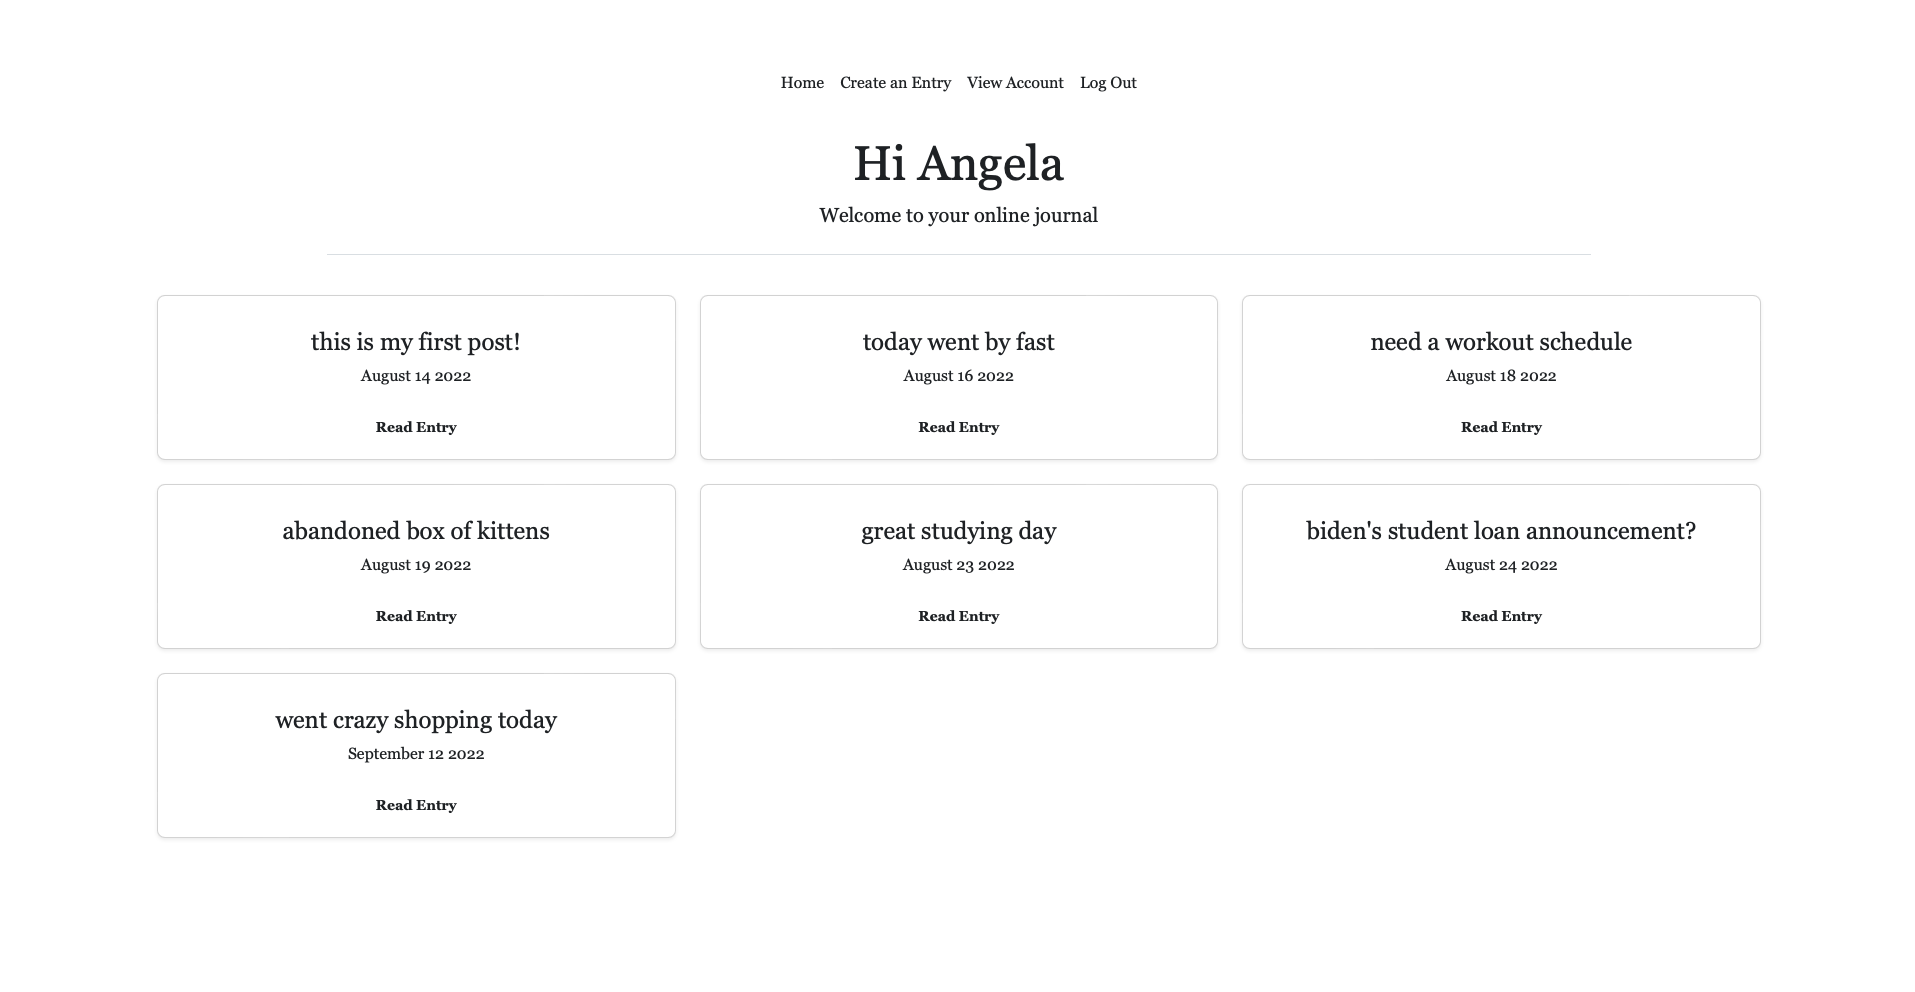 Home Create an Entry View Account Log Out
Hi Angela
Welcome to your online journal
this is my first post!
August 14 2022
Read Entry
today went by fast
August 16 2022
Read Entry
need a workout schedule
August 18 2022
Read Entry
abandoned box of kittens
August 19 2022
Read Entry
great studying day
August 23 2022
Read Entry
biden's student loan announcement?
August 24 2022
Read Entry
went crazy shopping today
September 12 2022
Read Entry